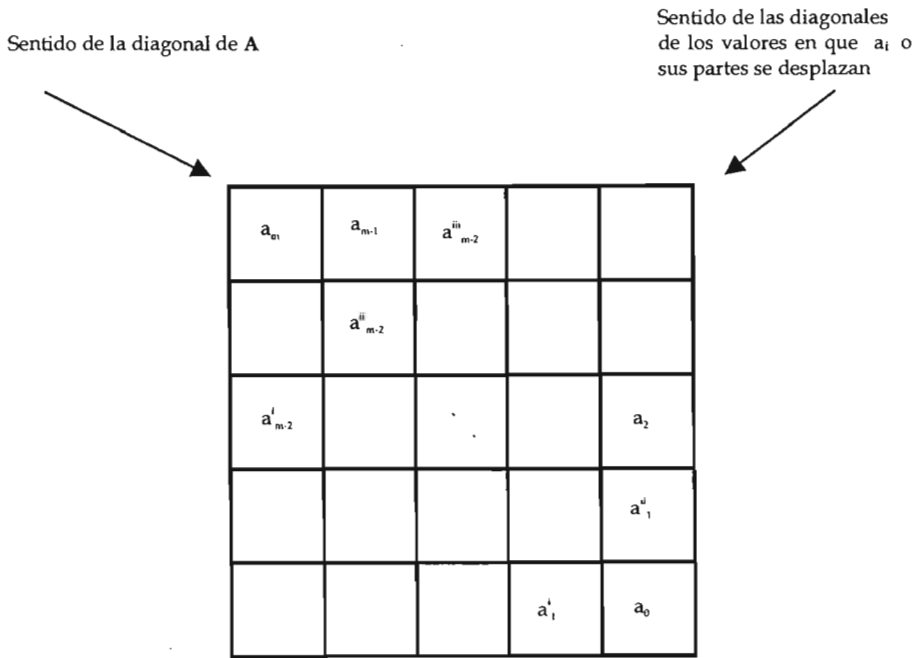 Sentido de la diagonal de A
Sentido de las diagonales
de los valores en que aᵢ o
sus partes se desplazan
aₘ aₘ₋₁ aⁱⁱⁱₘ₋₂
aⁱⁱₘ₋₂
aⁱₘ₋₂ a₂
aⁱⁱ₁
aⁱ₁ a₀